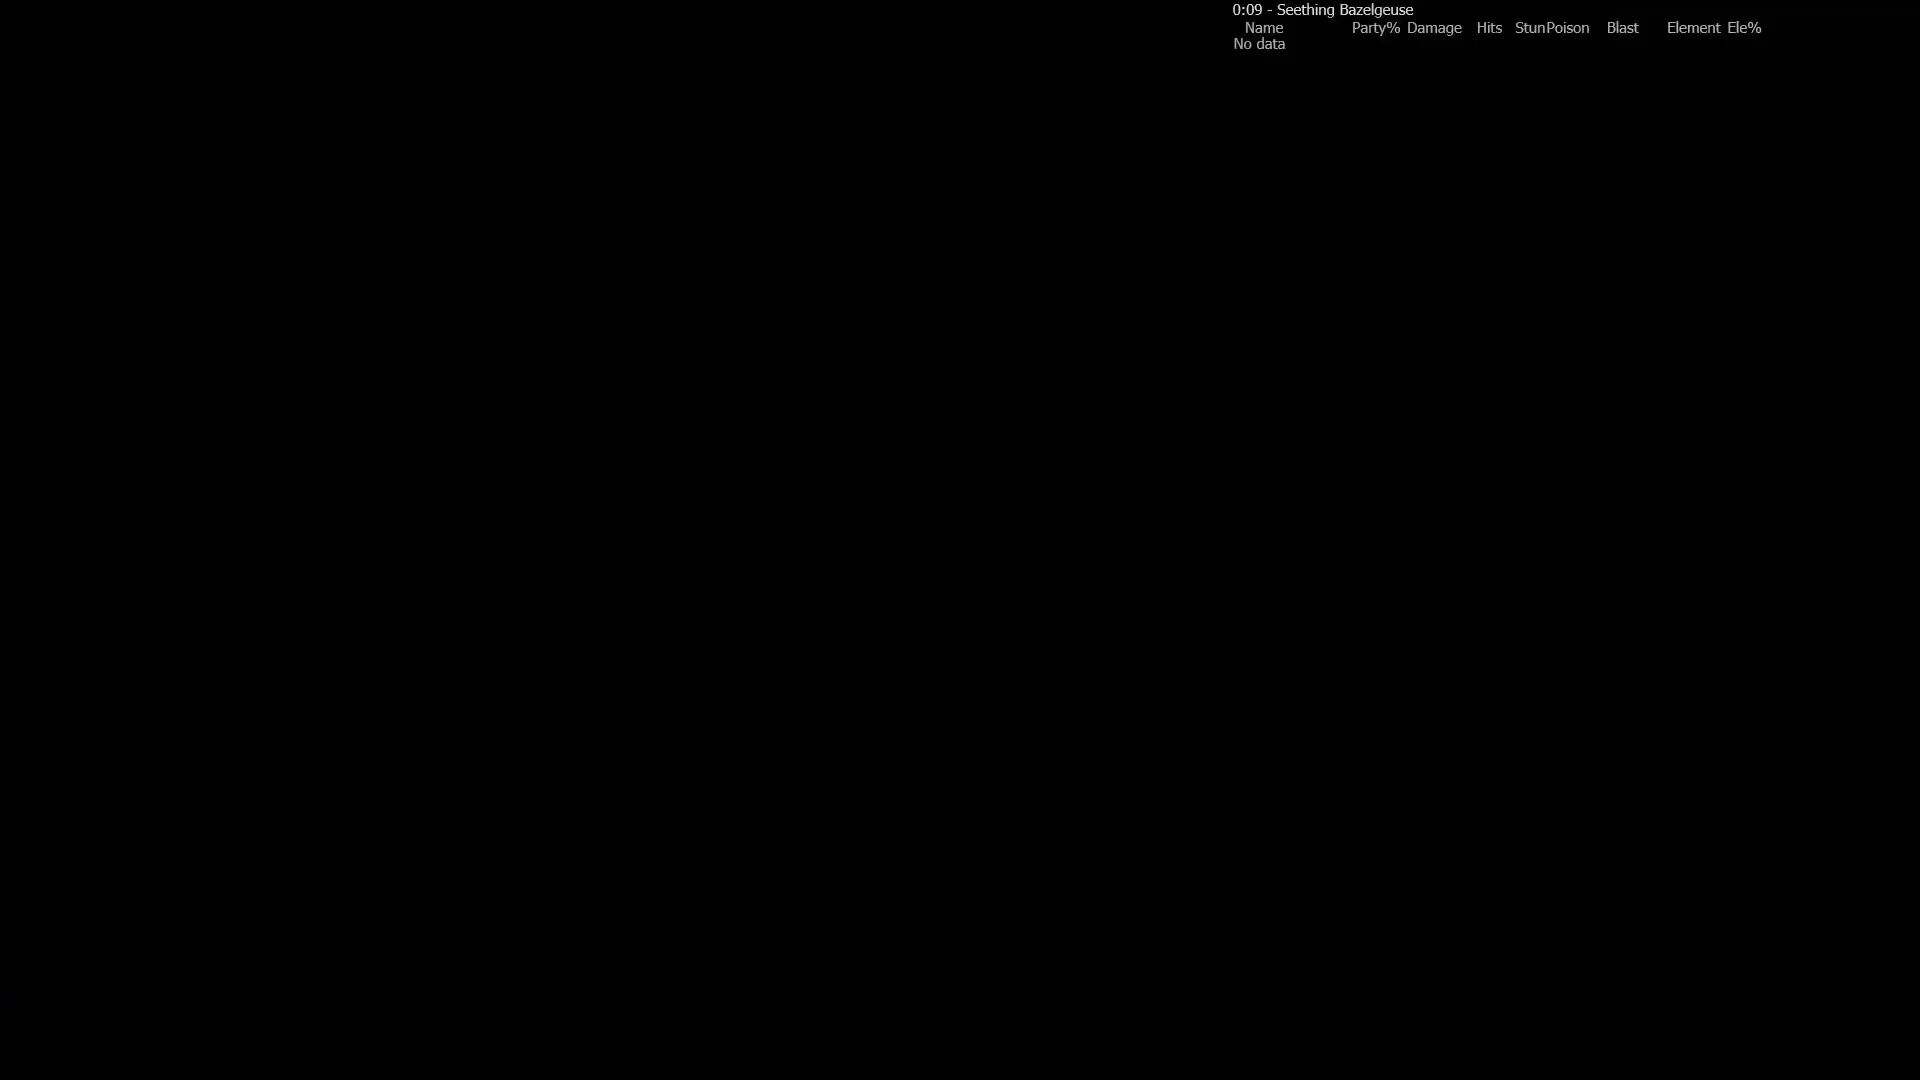 0:09 - Seething Bazelgeuse
Name Party% Damage Hits StunPoison Blast Element Ele%
No data